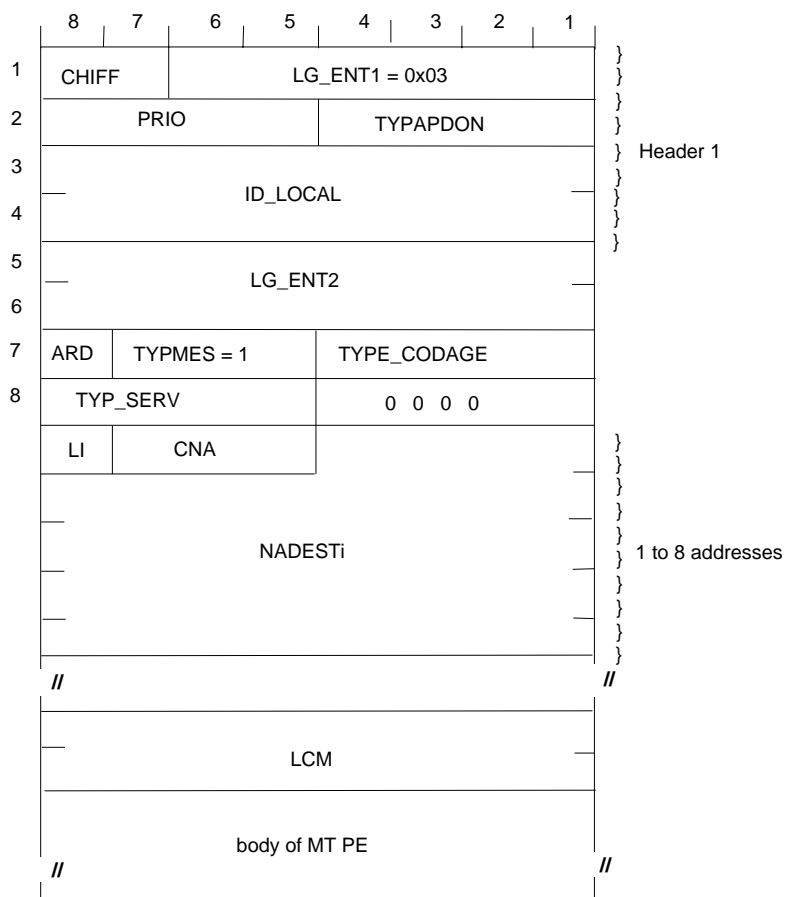 8 7 6 5 4 3 2 1
1 CHIFF LG_ENT1 = 0x03 }
}
}
2 PRIO TYPAPDON }
} Header 1
3 }
ID_LOCAL }
4 }
}
5
LG_ENT2
6
7 ARD TYPMES = 1 TYPE_CODAGE
8 TYP_SERV 0 0 0 0
LI CNA }
}
}
}
}
NADESTi } 1 to 8 addresses
}
}
}
}
// //
LCM
body of MT PE
// //